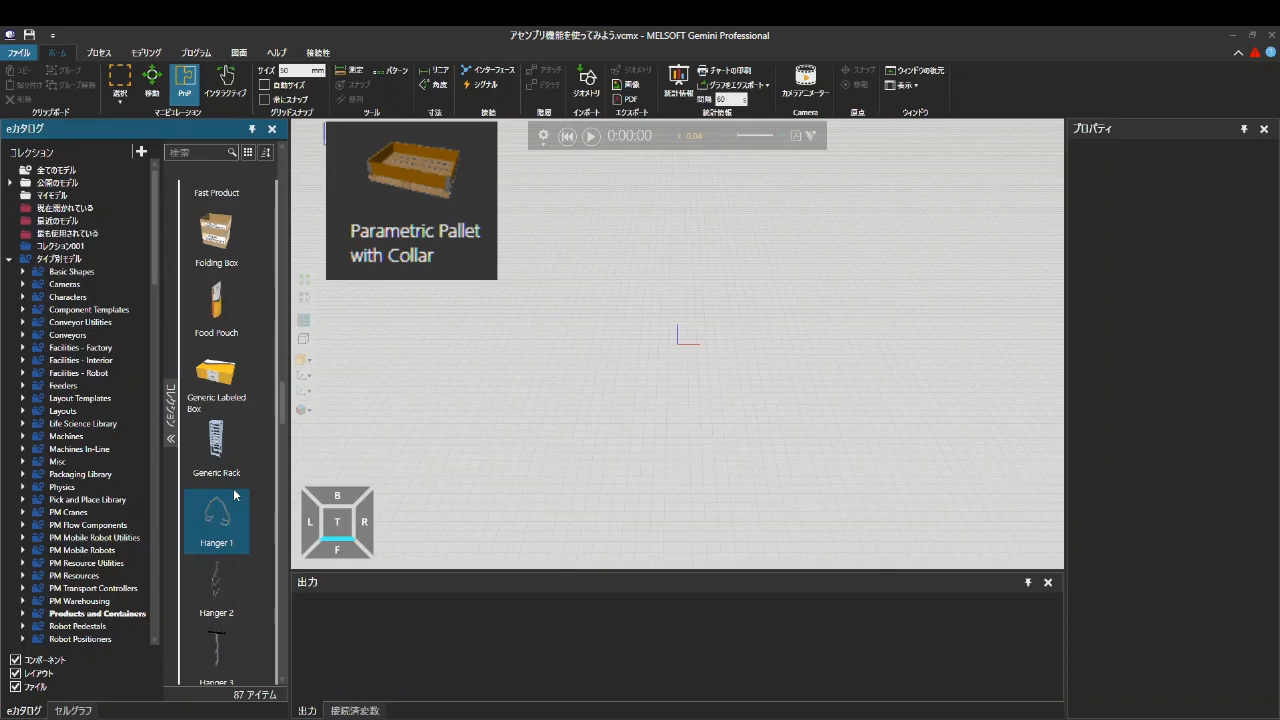 アセンブリ機能を使ってみよう.vcmx - MELSOFT Gemini Professional
ファイル ホーム プロセス モデリング プログラム 図面 ヘルプ 接続性
コピー グループ
貼り付け グループ解除
削除
クリップボード
選択 移動 PnP インタラクティブ
マニピュレーション
サイズ 50 mm
自動サイズ
常にスナップ
グリッドスナップ
測定 パターン
スナップ
整列
ツール
リニア
角度
寸法
インターフェース
シグナル
接続
アタッチ
デタッチ
階層
ジオメトリ
インポート
ジオメトリ
画像
PDF
エクスポート
統計情報
チャートの印刷
グラフをエクスポート
間隔 60 s
統計情報
カメラアニメーター
Camera
スナップ
移動
原点
ウィンドウの復元
表示
ウィンドウ
eカタログ
コレクション
検索
全てのモデル
公開のモデル
マイモデル
現在開かれている
最近のモデル
最も使用されている
コレクション001
タイプ別モデル
Basic Shapes
Cameras
Characters
Component Templates
Conveyor Utilities
Conveyors
Facilities - Factory
Facilities - Interior
Facilities - Robot
Feeders
Layout Templates
Layouts
Life Science Library
Machines
Machines In-Line
Misc
Packaging Library
Physics
Pick and Place Library
PM Cranes
PM Flow Components
PM Mobile Robot Utilities
PM Mobile Robots
PM Resource Utilities
PM Resources
PM Transport Controllers
PM Warehousing
Products and Containers
Robot Pedestals
Robot Positioners
コンポーネント
レイアウト
ファイル
eカタログ セルグラフ
コレクション
Fast Product
Folding Box
Food Pouch
Generic Labeled
Box
Generic Rack
Hanger 1
Hanger 2
Hanger 3
87 アイテム
Parametric Pallet
with Collar
0:00:00
x 0.04
B
L T R
F
出力
出力 接続済変数
プロパティ